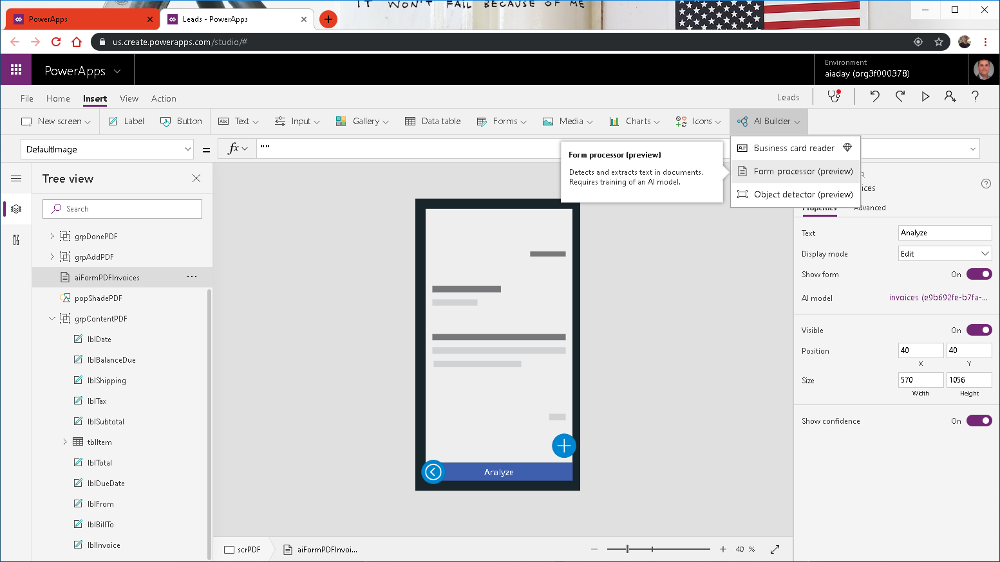 IT WON'T FAIL BECAUSE OF ME
PowerApps
Leads - PowerApps
us.create.powerapps.com/studio/#
PowerApps
Environment
aiaday (org3f000378)
File Home Insert View Action
Leads
New screen Label Button Text Input Gallery Data table Forms Media Charts Icons AI Builder
DefaultImage = fx ""
Business card reader
Form processor (preview)
Object detector (preview)
Form processor (preview)
Detects and extracts text in documents.
Requires training of an AI model.
Tree view
Search
grpDonePDF
grpAddPDF
aiFormPDFInvoices ...
popShadePDF
grpContentPDF
lblDate
lblBalanceDue
lblShipping
lblTax
lblSubtotal
tblItem
lblTotal
lblDueDate
lblFrom
lblBillTo
lblInvoice
Analyze
scrPDF aiFormPDFInvoi...
40 %
Properties Advanced
Text Analyze
Display mode Edit
Show form On
AI model invoices (e9b692fe-b7fa-...
Visible On
Position 40 40
X Y
Size 570 1056
Width Height
Show confidence On